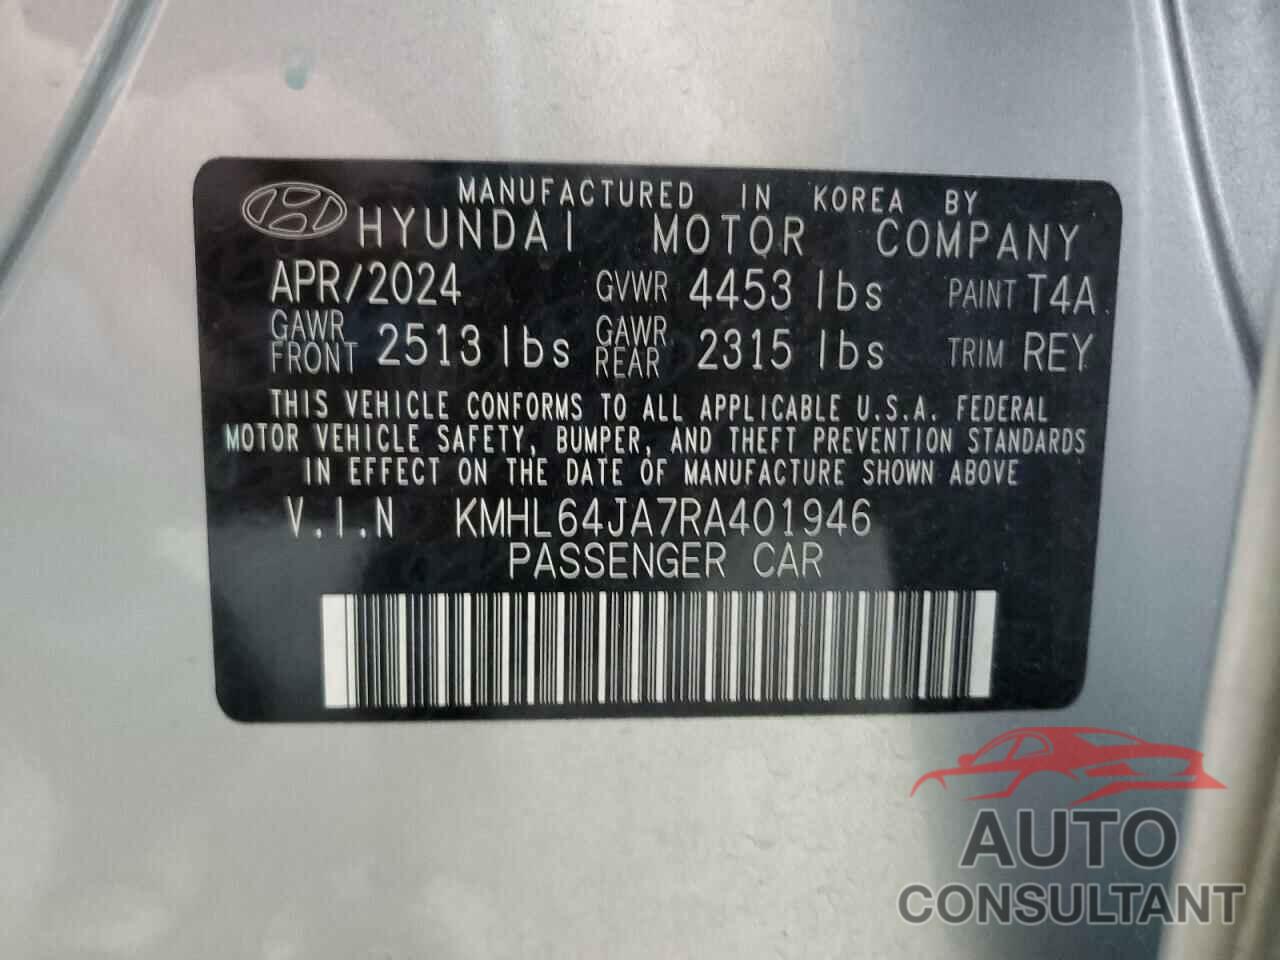 MANUFACTURED IN KOREA BY
HYUNDAI MOTOR COMPANY
APR/2024 GVWR 4453 lbs PAINT T4A
GAWR FRONT 2513 lbs GAWR REAR 2315 lbs TRIM REY
THIS VEHICLE CONFORMS TO ALL APPLICABLE U.S.A. FEDERAL
MOTOR VEHICLE SAFETY, BUMPER, AND THEFT PREVENTION STANDARDS
IN EFFECT ON THE DATE OF MANUFACTURE SHOWN ABOVE
V.I.N KMHL64JA7RA401946
PASSENGER CAR
AUTO
CONSULTANT